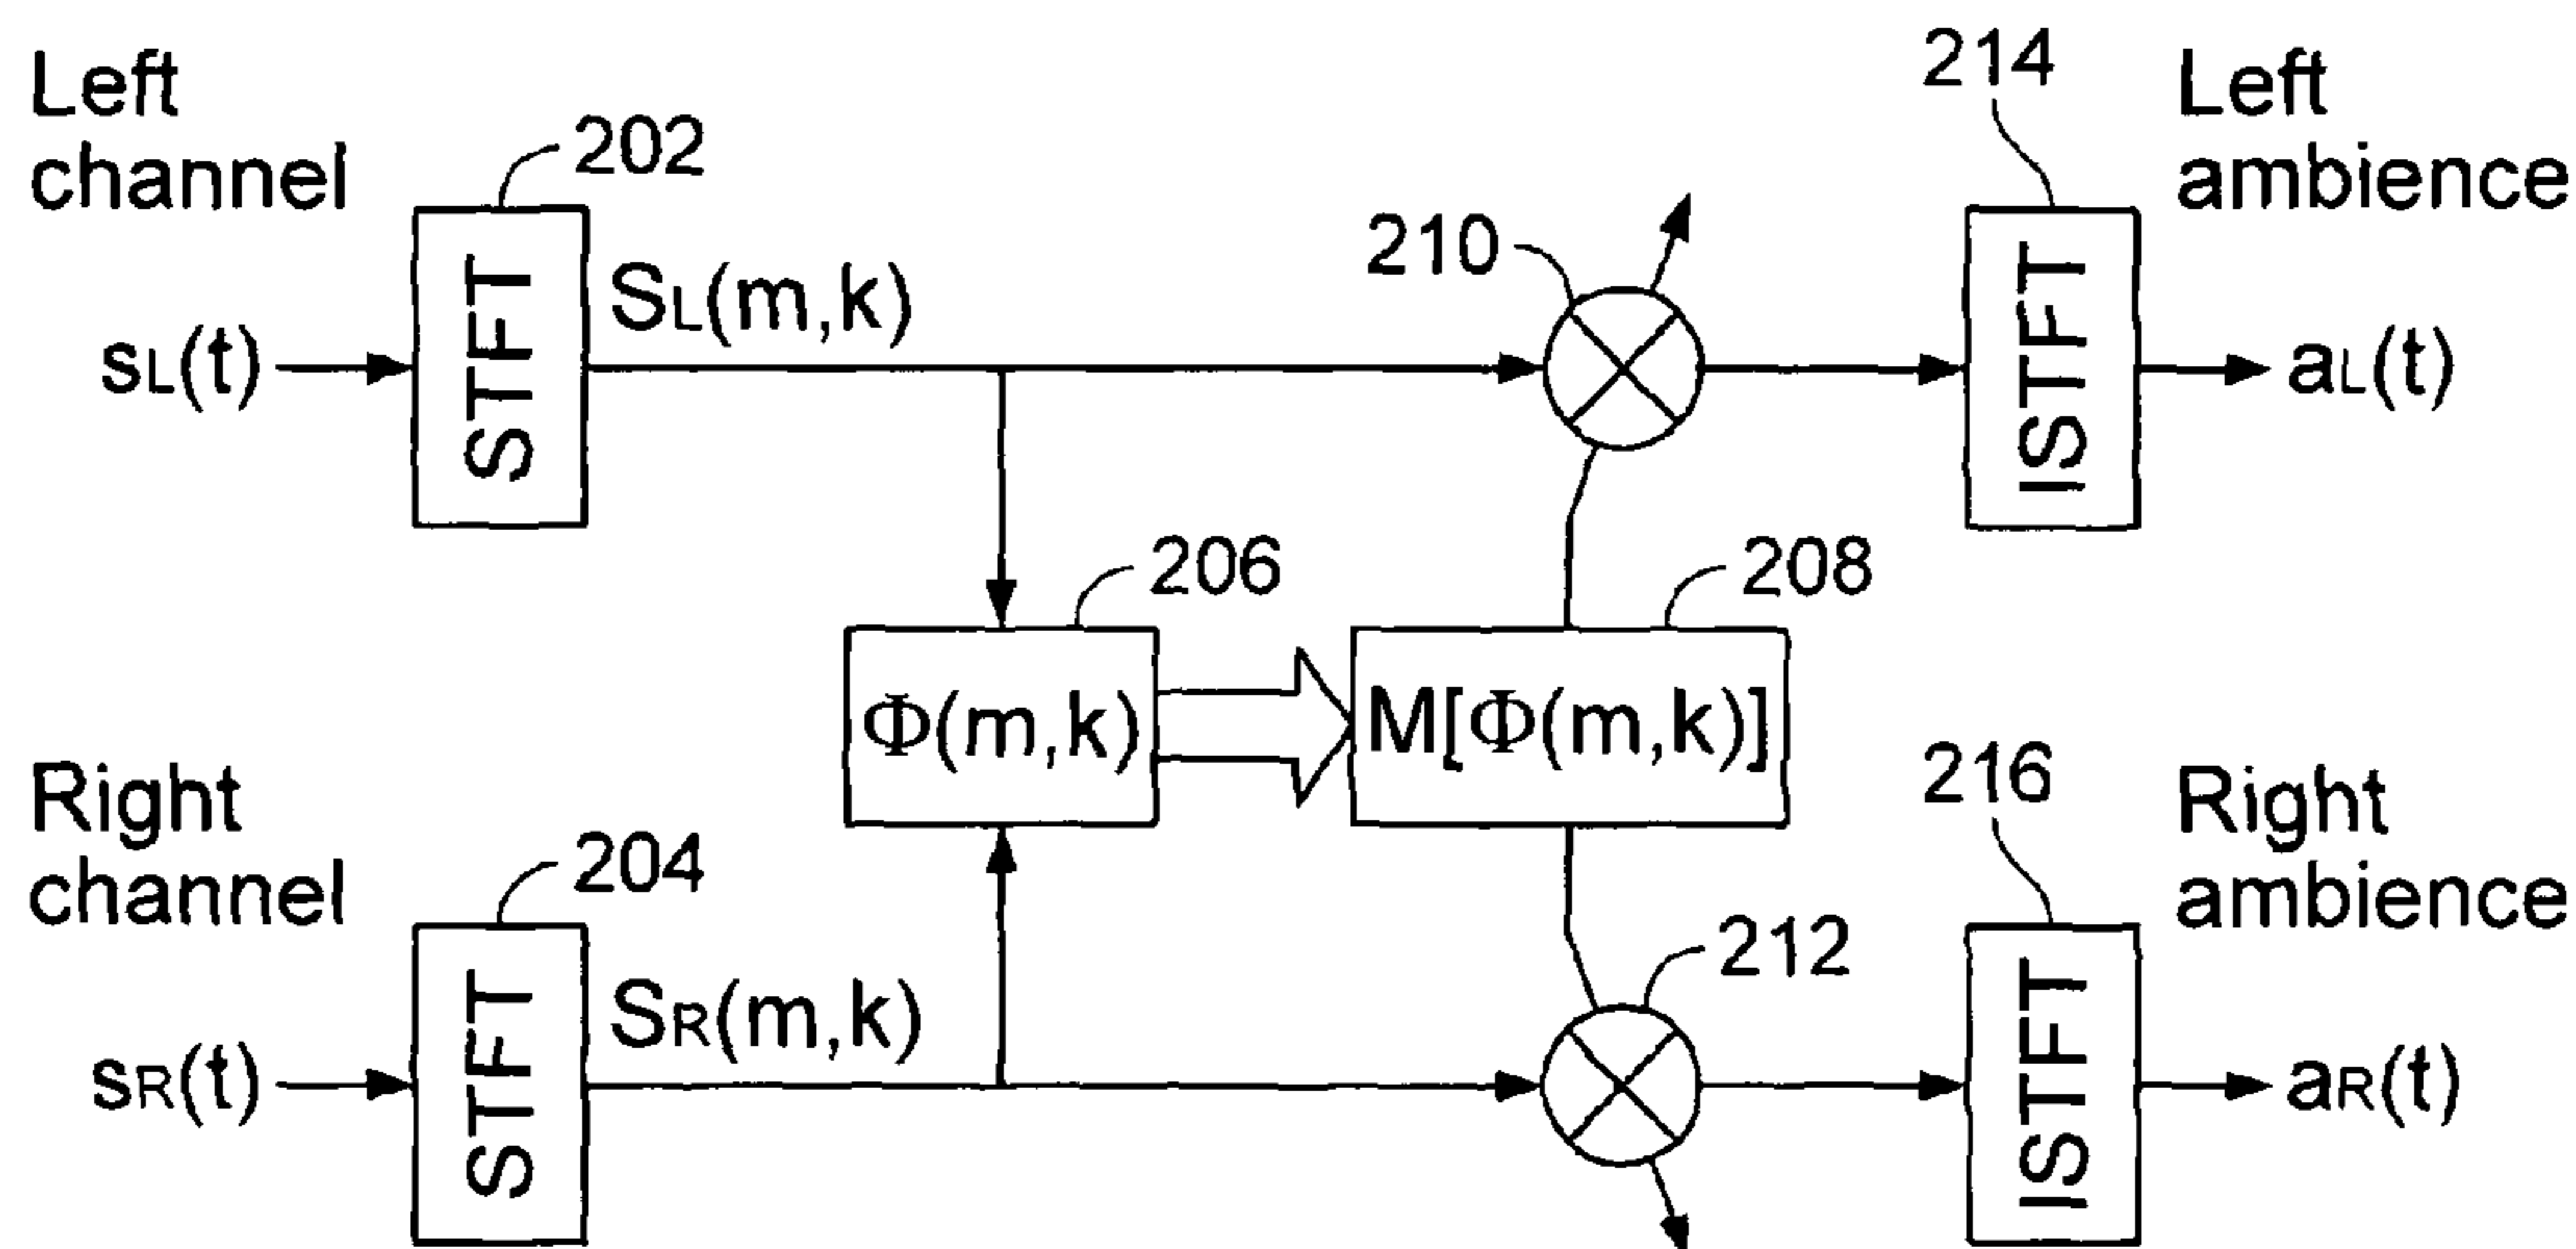 Left
channel
202
214
Left
ambience
210
sL(t)
STFT
SL(m,k)
ISTFT
aL(t)
206
208
Φ(m,k)
M[Φ(m,k)]
Right
channel
204
216
Right
ambience
212
sR(t)
STFT
SR(m,k)
ISTFT
aR(t)